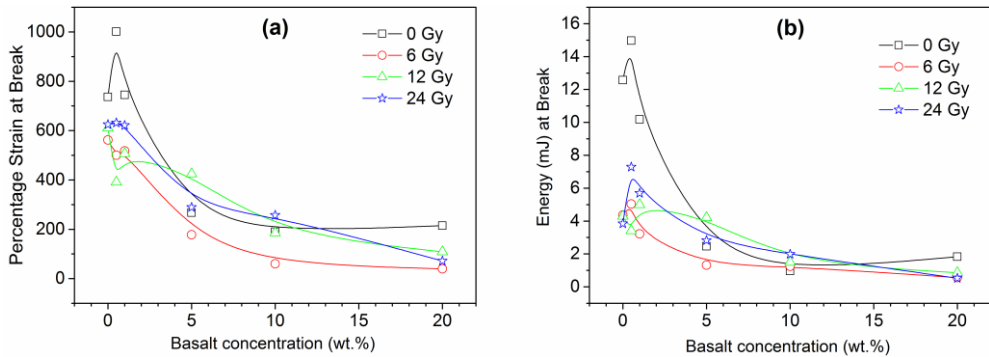 (a)
0 Gy
6 Gy
12 Gy
24 Gy
Percentage Strain at Break
1000
800
600
400
200
0
0 5 10 15 20
Basalt concentration (wt.%)
(b)
0 Gy
6 Gy
12 Gy
24 Gy
Energy (mJ) at Break
16
14
12
10
8
6
4
2
0
0 5 10 15 20
Basalt concentration (wt.%)